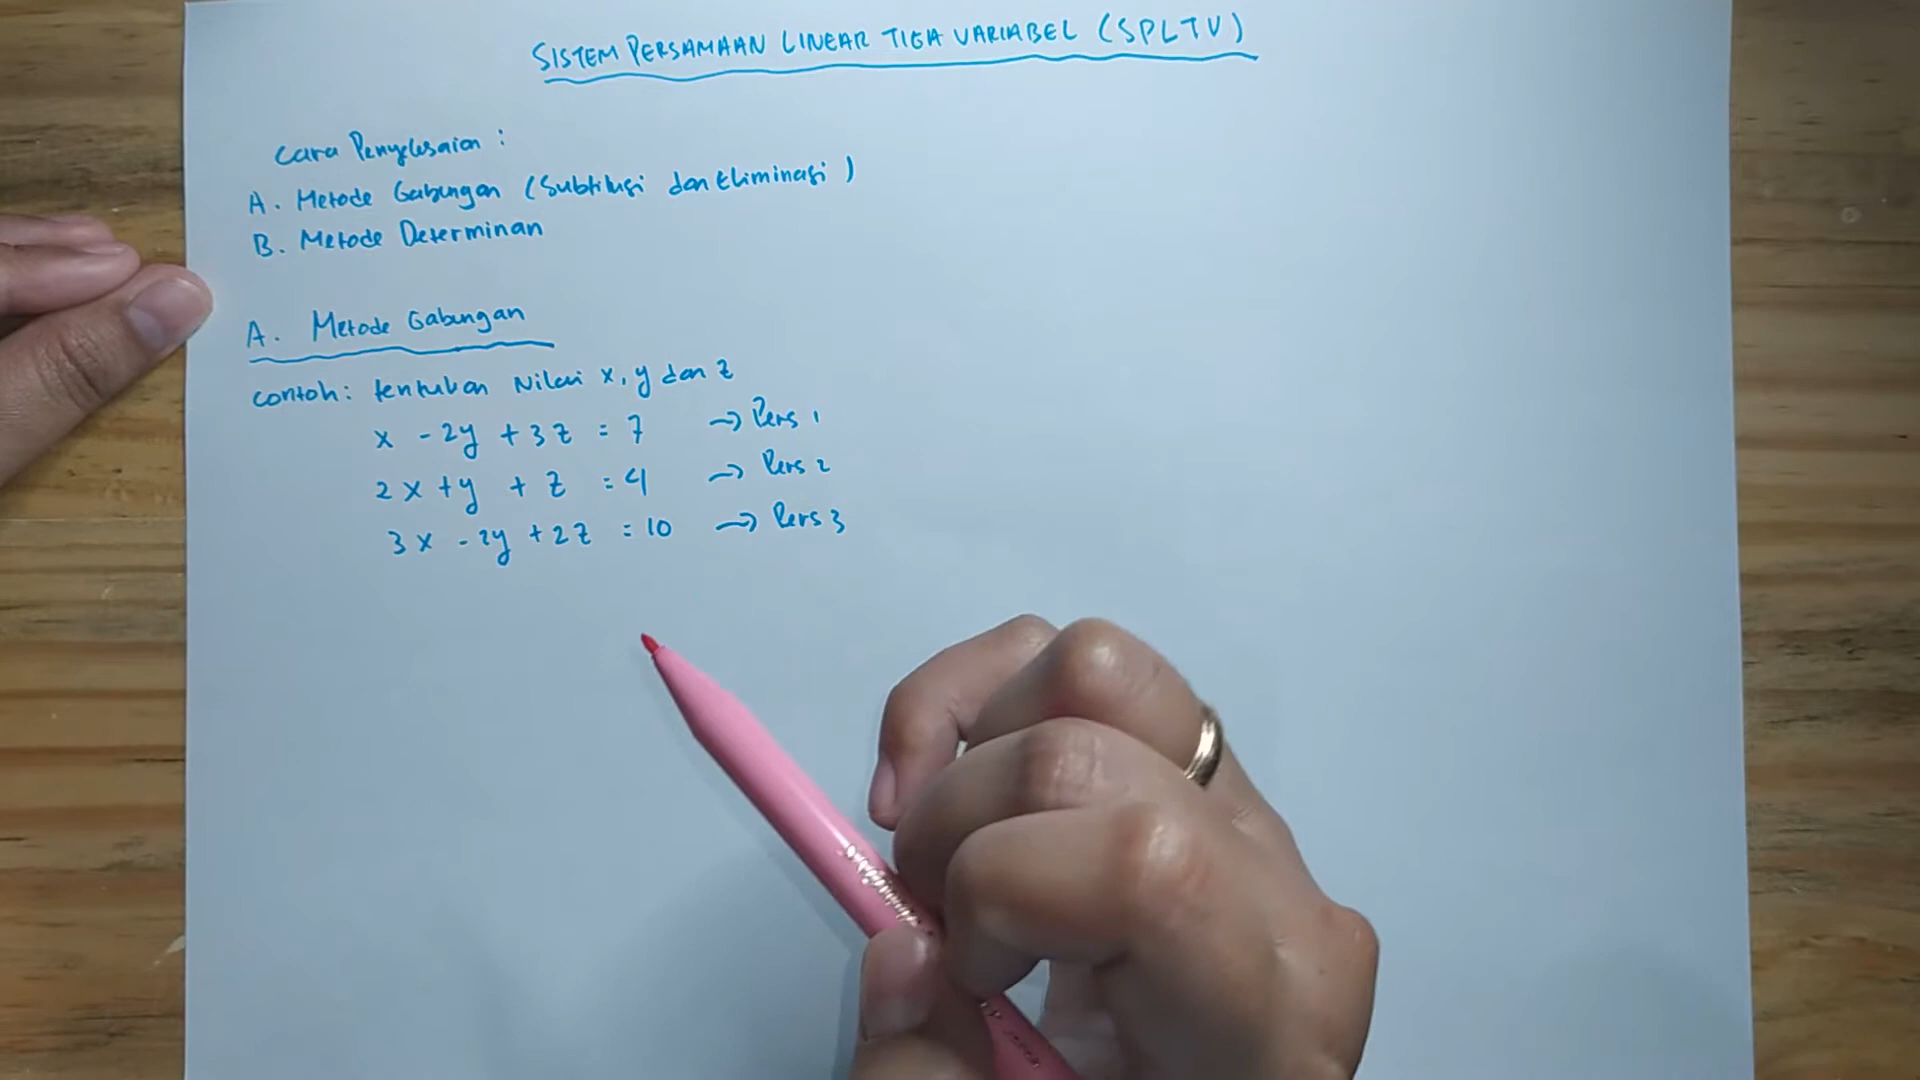 SISTEM PERSAMAAN LINEAR TIGA VARIABEL (SPLTV)
Cara Penyelesaian :
A. Metode Gabungan (Subtitusi dan Eliminasi)
B. Metode Determinan
A. Metode Gabungan
Contoh: tentukan Nilai x, y dan z
x - 2y + 3z = 7 → Pers 1
2x + y + z = 4 → Pers 2
3x - 2y + 2z = 10 → Pers 3